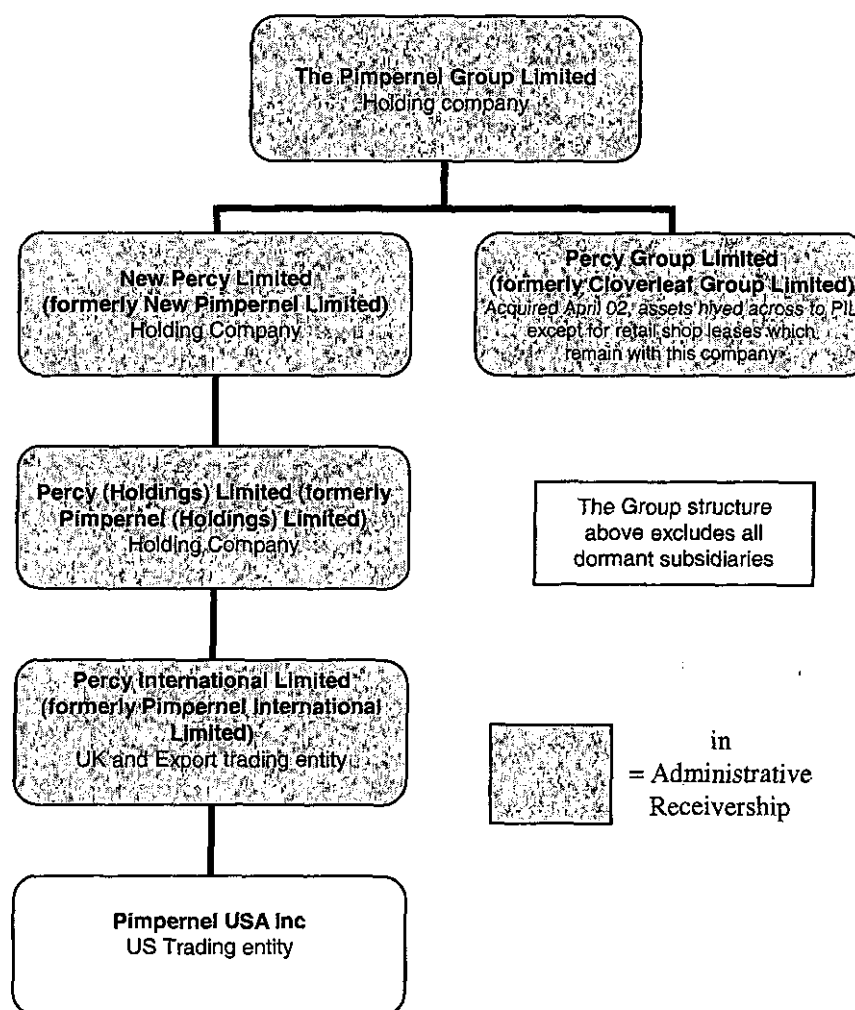 The Pimpernel Group Limited
Holding company
New Percy Limited
(formerly New Pimpernel Limited)
Holding Company
Percy Group Limited
(formerly Cloverleaf Group Limited)
Acquired April 02, assets hived across to PIL
except for retail shop leases which
remain with this company
Percy (Holdings) Limited (formerly
Pimpernel (Holdings) Limited)
Holding Company
The Group structure
above excludes all
dormant subsidiaries
Percy International Limited
(formerly Pimpernel International
Limited)
UK and Export trading entity
in
= Administrative
Receivership
Pimpernel USA Inc
US Trading entity